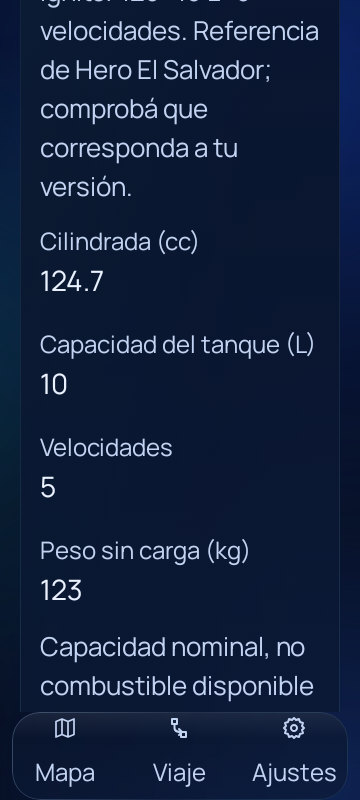 velocidades. Referencia
de Hero El Salvador;
comprobá que
corresponda a tu
versión.
Cilindrada (cc)
124.7
Capacidad del tanque (L)
10
Velocidades
5
Peso sin carga (kg)
123
Capacidad nominal, no
combustible disponible
Mapa
Viaje
Ajustes